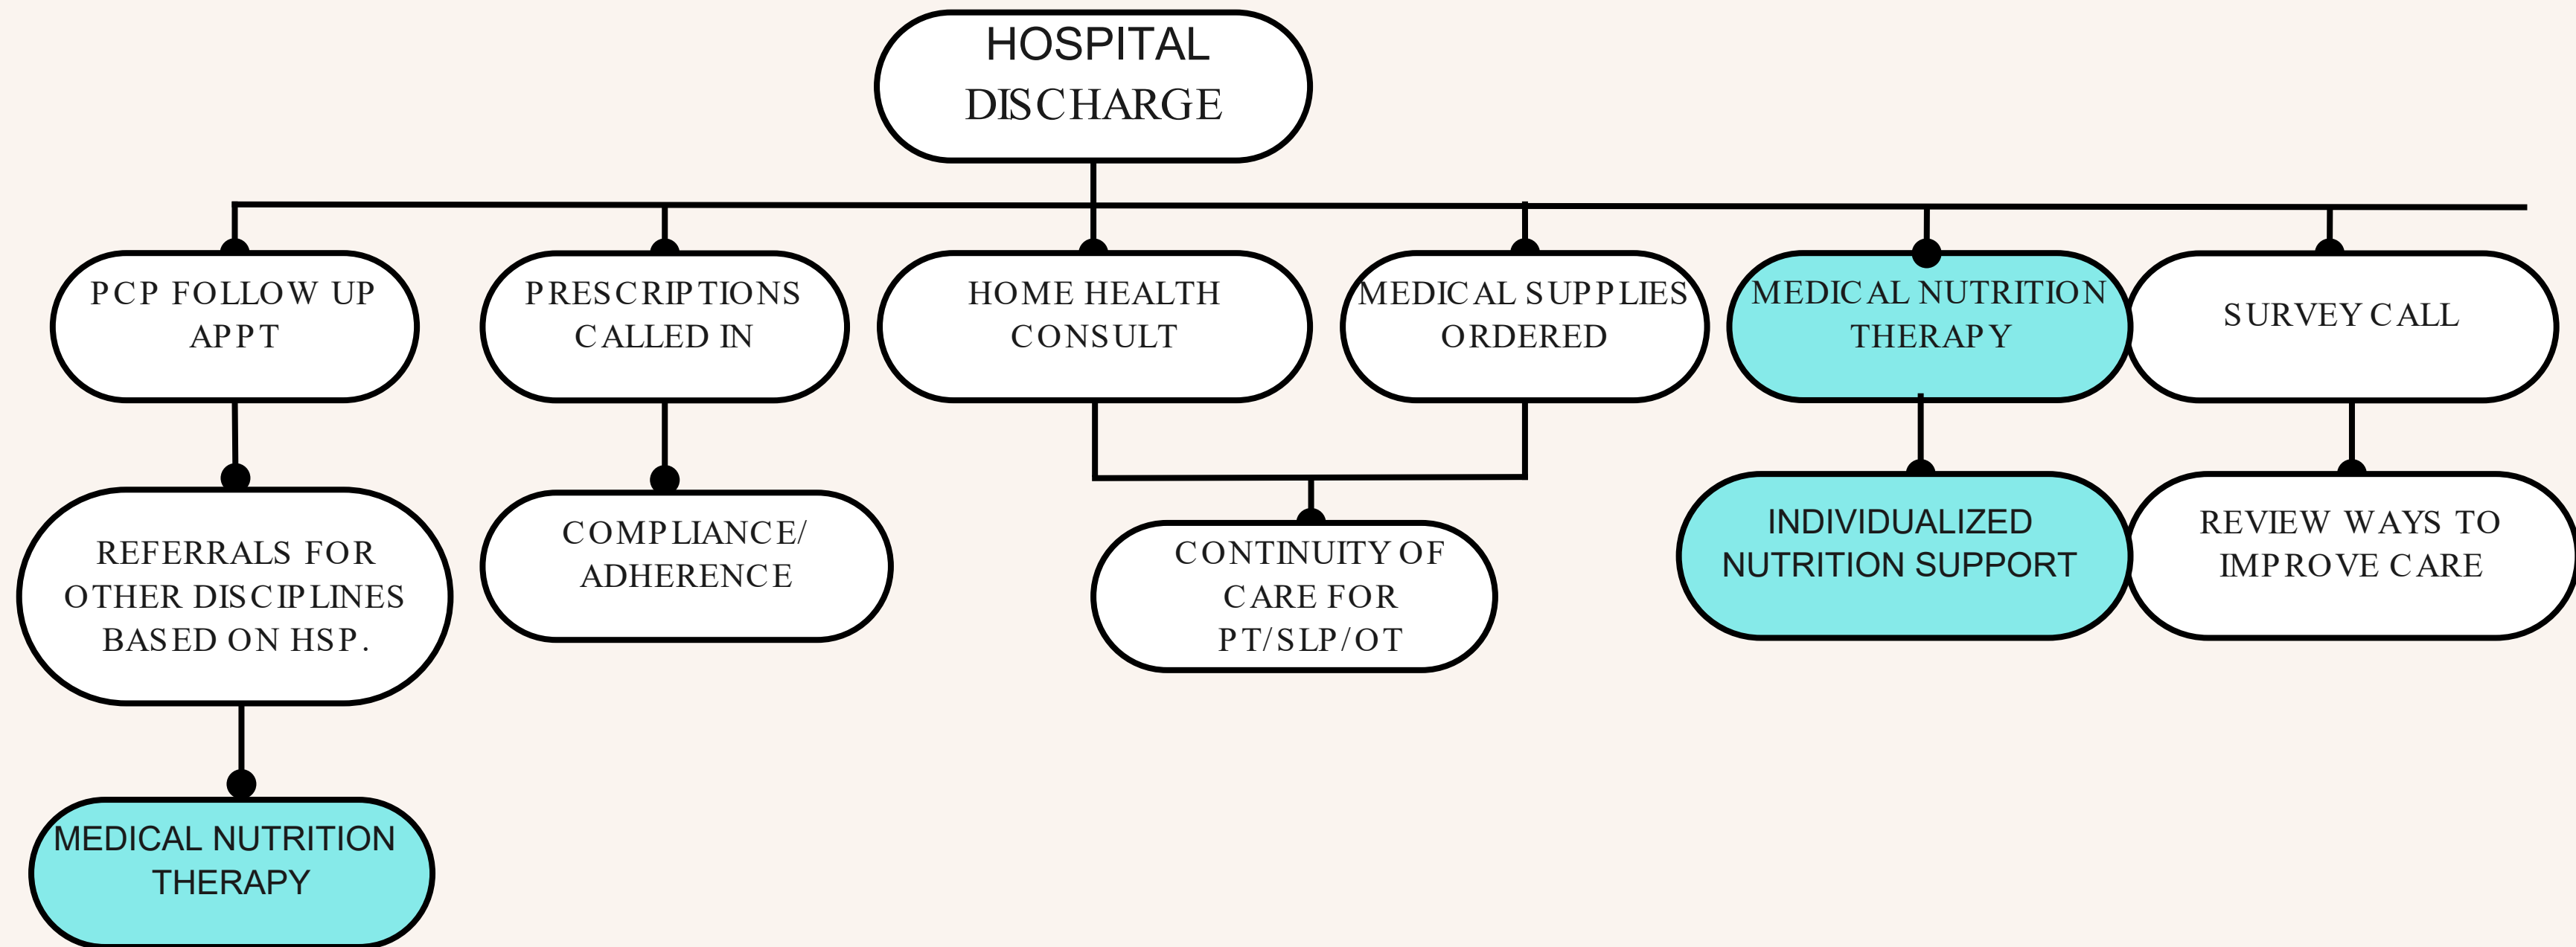 HOSPITAL
DISCHARGE
PCP FOLLOW UP
APPT
PRESCRIPTIONS
CALLED IN
HOME HEALTH
CONSULT
MEDICAL SUPPLIES
ORDERED
MEDICAL NUTRITION
THERAPY
SURVEY CALL
REFERRALS FOR
OTHER DISCIPLINES
BASED ON HSP.
COMPLIANCE/
ADHERENCE
CONTINUITY OF
CARE FOR
PT/SLP/OT
INDIVIDUALIZED
NUTRITION SUPPORT
REVIEW WAYS TO
IMPROVE CARE
MEDICAL NUTRITION
THERAPY